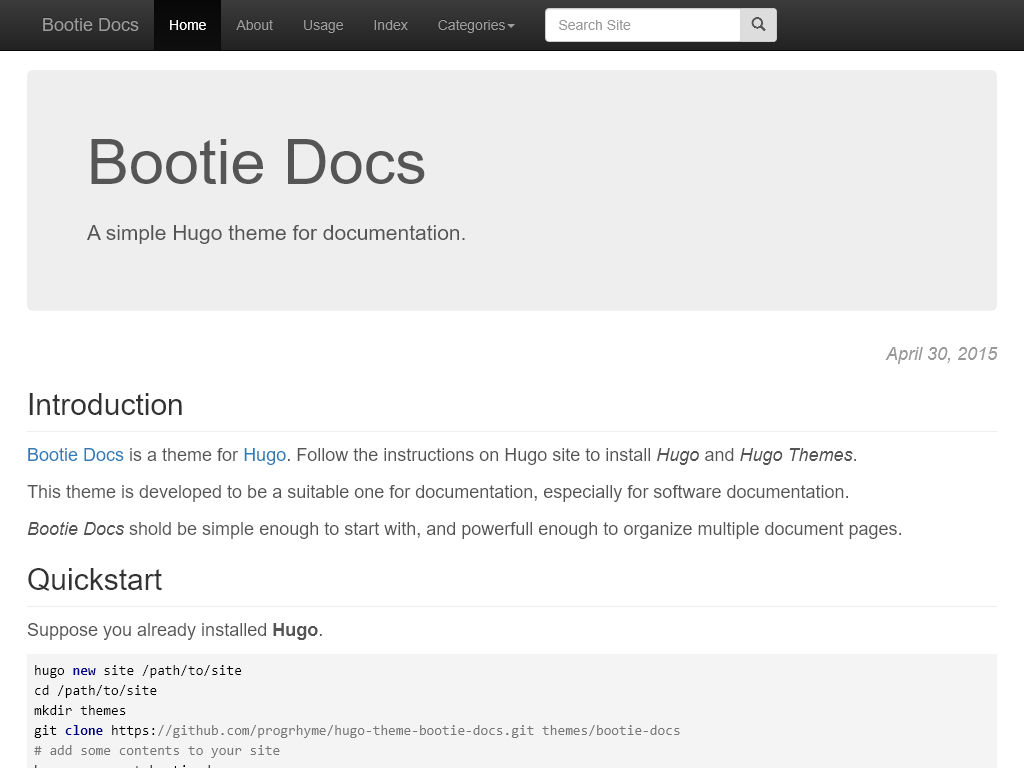 Bootie Docs Home About Usage Index Categories Search Site
Bootie Docs
A simple Hugo theme for documentation.
April 30, 2015
Introduction
Bootie Docs is a theme for Hugo. Follow the instructions on Hugo site to install Hugo and Hugo Themes.
This theme is developed to be a suitable one for documentation, especially for software documentation.
Bootie Docs shold be simple enough to start with, and powerfull enough to organize multiple document pages.
Quickstart
Suppose you already installed Hugo.
hugo new site /path/to/site
cd /path/to/site
mkdir themes
git clone https://github.com/progrhyme/hugo-theme-bootie-docs.git themes/bootie-docs
# add some contents to your site